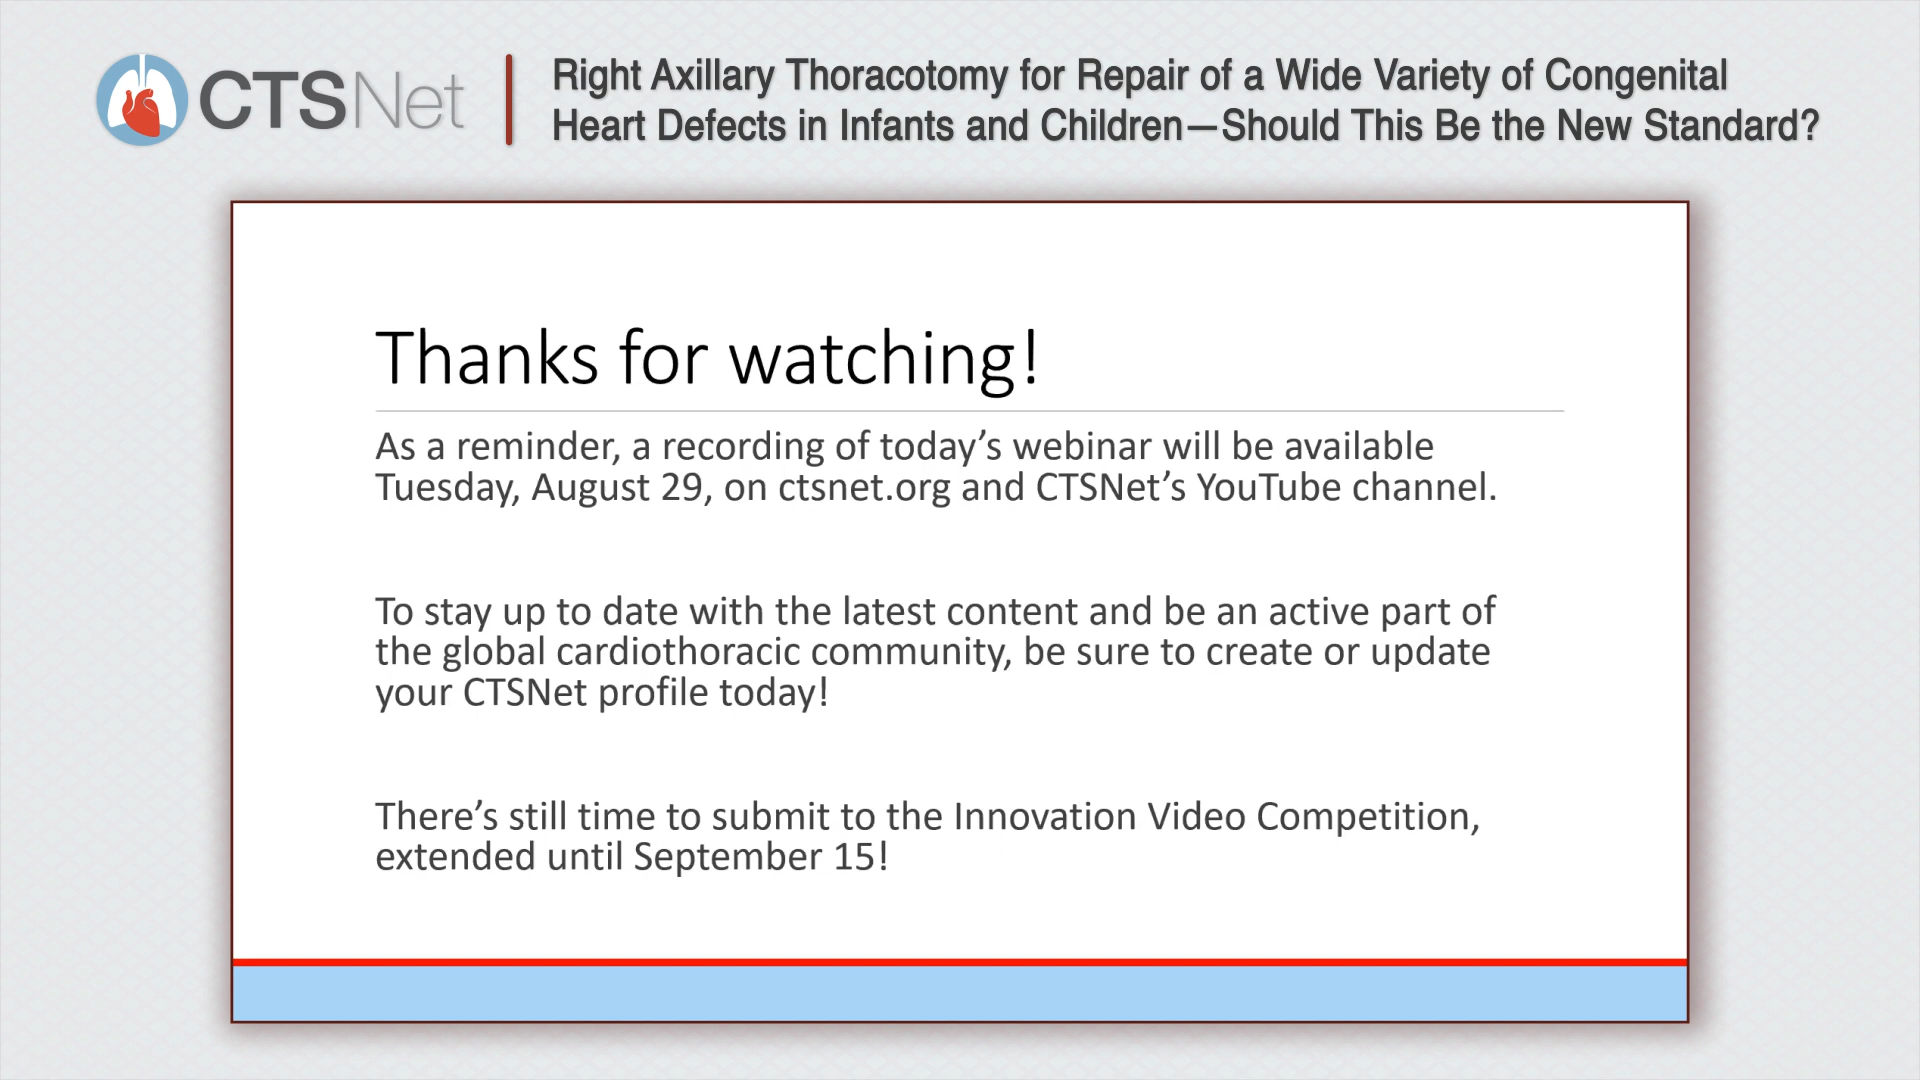 CTSNet
Right Axillary Thoracotomy for Repair of a Wide Variety of Congenital
Heart Defects in Infants and Children—Should This Be the New Standard?
Thanks for watching!
As a reminder, a recording of today’s webinar will be available
Tuesday, August 29, on ctsnet.org and CTSNet’s YouTube channel.
To stay up to date with the latest content and be an active part of
the global cardiothoracic community, be sure to create or update
your CTSNet profile today!
There’s still time to submit to the Innovation Video Competition,
extended until September 15!